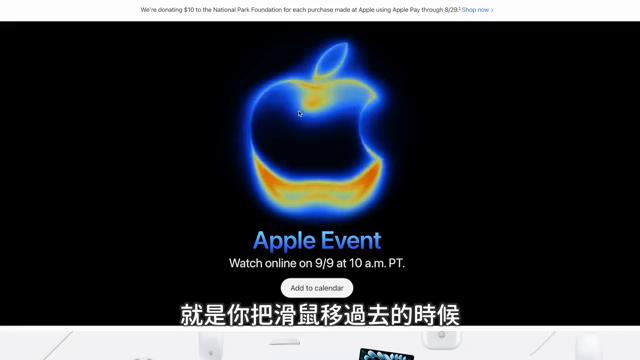 We're donating $10 to the National Park Foundation for each purchase made at Apple using Apple Pay through 8/29.² Shop now >
Apple Event
Watch online on 9/9 at 10 a.m. PT.
Add to calendar
就是你把滑鼠移過去的時候